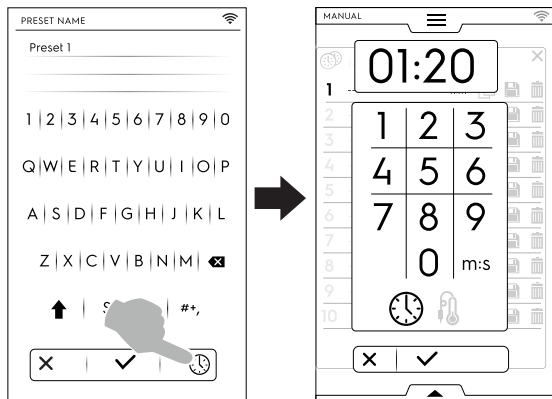 PRESET NAME
Preset 1
1 2 3 4 5 6 7 8 9 0
Q W E R T Y U I O P
A S D F G H J K L
Z X C V B N M
#+,
MANUAL
01:20
1
2
3
4
5
6
7
8
9
10
1 2 3
4 5 6
7 8 9
0 m:s